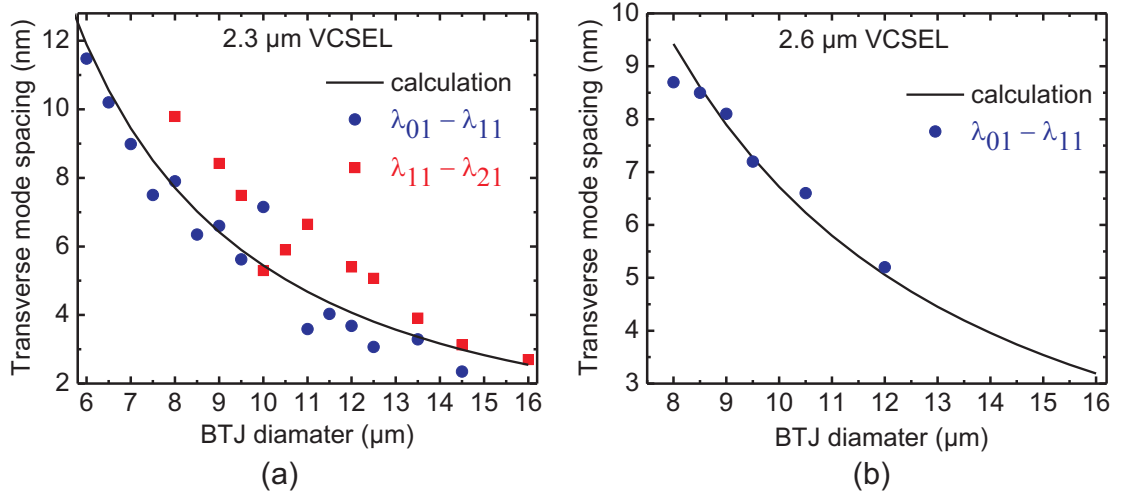 2.3 µm VCSEL
calculation
λ01 – λ11
λ11 – λ21
Transverse mode spacing (nm)
12
10
8
6
4
2
6 7 8 9 10 11 12 13 14 15 16
BTJ diamater (µm)
(a)
2.6 µm VCSEL
calculation
λ01 – λ11
Transverse mode spacing (nm)
10
9
8
7
6
5
4
3
8 9 10 11 12 13 14 15 16
BTJ diamater (µm)
(b)